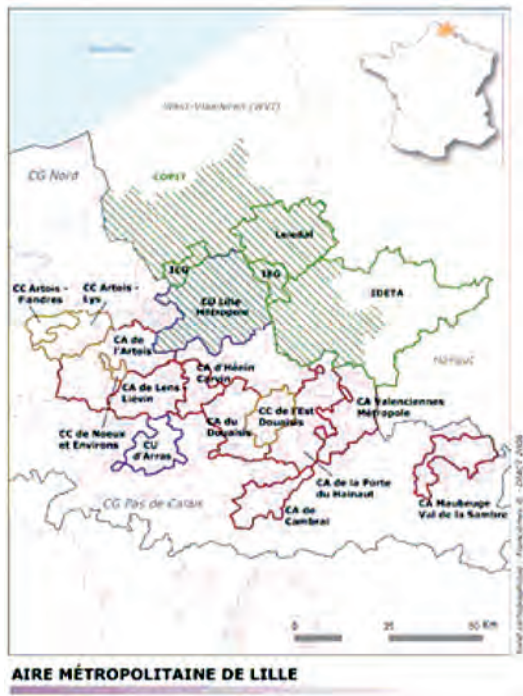 West-Vlaanderen (WVI)
CG Nord
COPIT
Leiedal
IEG
IEG
CU Lille
Métropole
IDETA
CC Artois -
Flandres
CC Artois -
Lys
CA de
l'Artois
Hainaut
CA d'Hénin
Carvin
CA de Lens
Liévin
CA Valenciennes
Métropole
CA du
Douaisis
CC de l'Est
Douaisis
CC de Noeux
et Environs
CU
d'Arras
CA de la Porte
du Hainaut
CG Pas de Calais
CA de
Cambrai
CA Maubeuge
Val de la Sambre
0
25
50 Km
AIRE MÉTROPOLITAINE DE LILLE